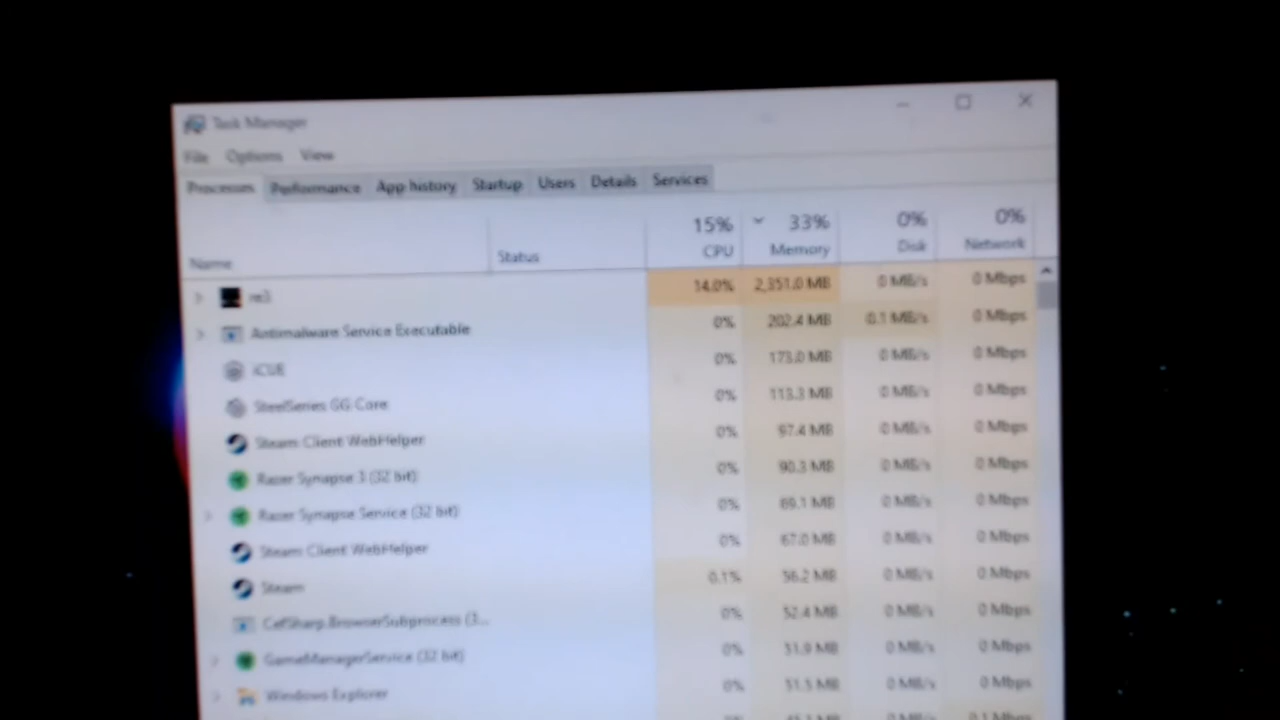 Task Manager
File Options View
Processes Performance App history Startup Users Details Services
15% 33% 0% 0%
Name Status CPU Memory Disk Network
re3 14.0% 2,351.0 MB 0 MB/s 0 Mbps
Antimalware Service Executable 0% 202.4 MB 0.1 MB/s 0 Mbps
iCUE 0% 173.0 MB 0 MB/s 0 Mbps
SteelSeries GG Core 0% 113.3 MB 0 MB/s 0 Mbps
Steam Client WebHelper 0% 97.4 MB 0 MB/s 0 Mbps
Razer Synapse 3 (32 bit) 0% 90.3 MB 0 MB/s 0 Mbps
Razer Synapse Service (32 bit) 0% 69.1 MB 0 MB/s 0 Mbps
Steam Client WebHelper 0% 67.0 MB 0 MB/s 0 Mbps
Steam 0.1% 56.2 MB 0 MB/s 0 Mbps
CefSharp.BrowserSubprocess (3... 0% 52.4 MB 0 MB/s 0 Mbps
GameManagerService (32 bit) 0% 51.9 MB 0 MB/s 0 Mbps
Windows Explorer 0% 51.5 MB 0 MB/s 0 Mbps